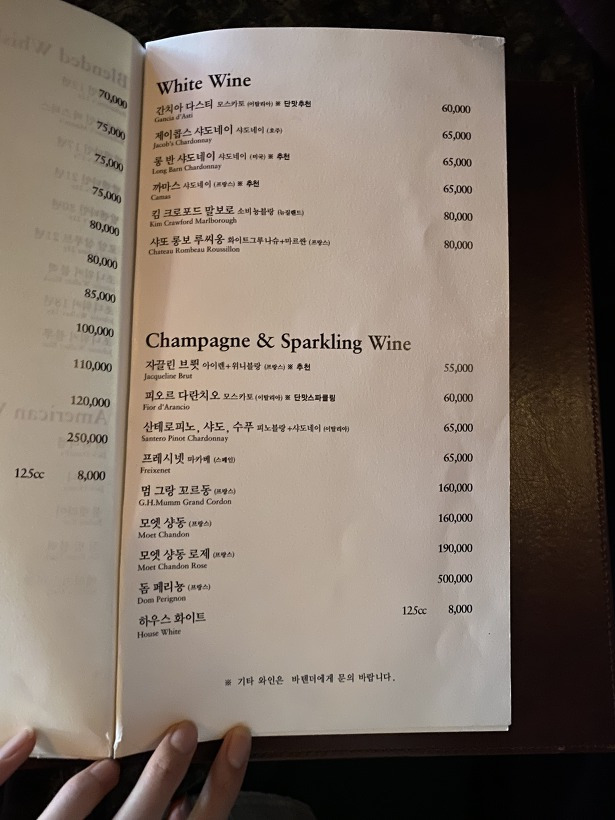 70,000
75,000
75,000
75,000
80,000
80,000
85,000
100,000
110,000
120,000
250,000
125cc 8,000
White Wine
간치아 다스티 모스카토 (이탈리아) ※ 단맛추천 60,000
Gancia d'Asti
제이콥스 샤도네이 샤도네이 (호주) 65,000
Jacob's Chardonnay
롱 반 샤도네이 샤도네이 (미국) ※ 추천 65,000
Long Barn Chardonnay
까마스 샤도네이 (프랑스) ※ 추천 65,000
Camas
킴 크로포드 말보로 소비뇽블랑 (뉴질랜드) 80,000
Kim Crawford Marlborough
샤또 롱보 루씨옹 화이트그루나슈+마르싼 (프랑스) 80,000
Chateau Rombeau Roussillon
Champagne & Sparkling Wine
자끌린 브뤳 아이렌+위니블랑 (프랑스) ※ 추천 55,000
Jacqueline Brut
피오르 다란치오 모스카토 (이탈리아) ※ 단맛스파클링 60,000
Fior d'Arancio
산테로피노, 샤도, 수푸 피노블랑+샤도네이 (이탈리아) 65,000
Santero Pinot Chardonnay
프레시넷 마카베 (스페인) 65,000
Freixenet
멈 그랑 꼬르동 (프랑스) 160,000
G.H.Mumm Grand Cordon
모엣 샹동 (프랑스) 160,000
Moet Chandon
모엣 샹동 로제 (프랑스) 190,000
Moet Chandon Rose
돔 페리뇽 (프랑스) 500,000
Dom Perignon
하우스 화이트 125cc 8,000
House White
※ 기타 와인은 바텐더에게 문의 바랍니다.